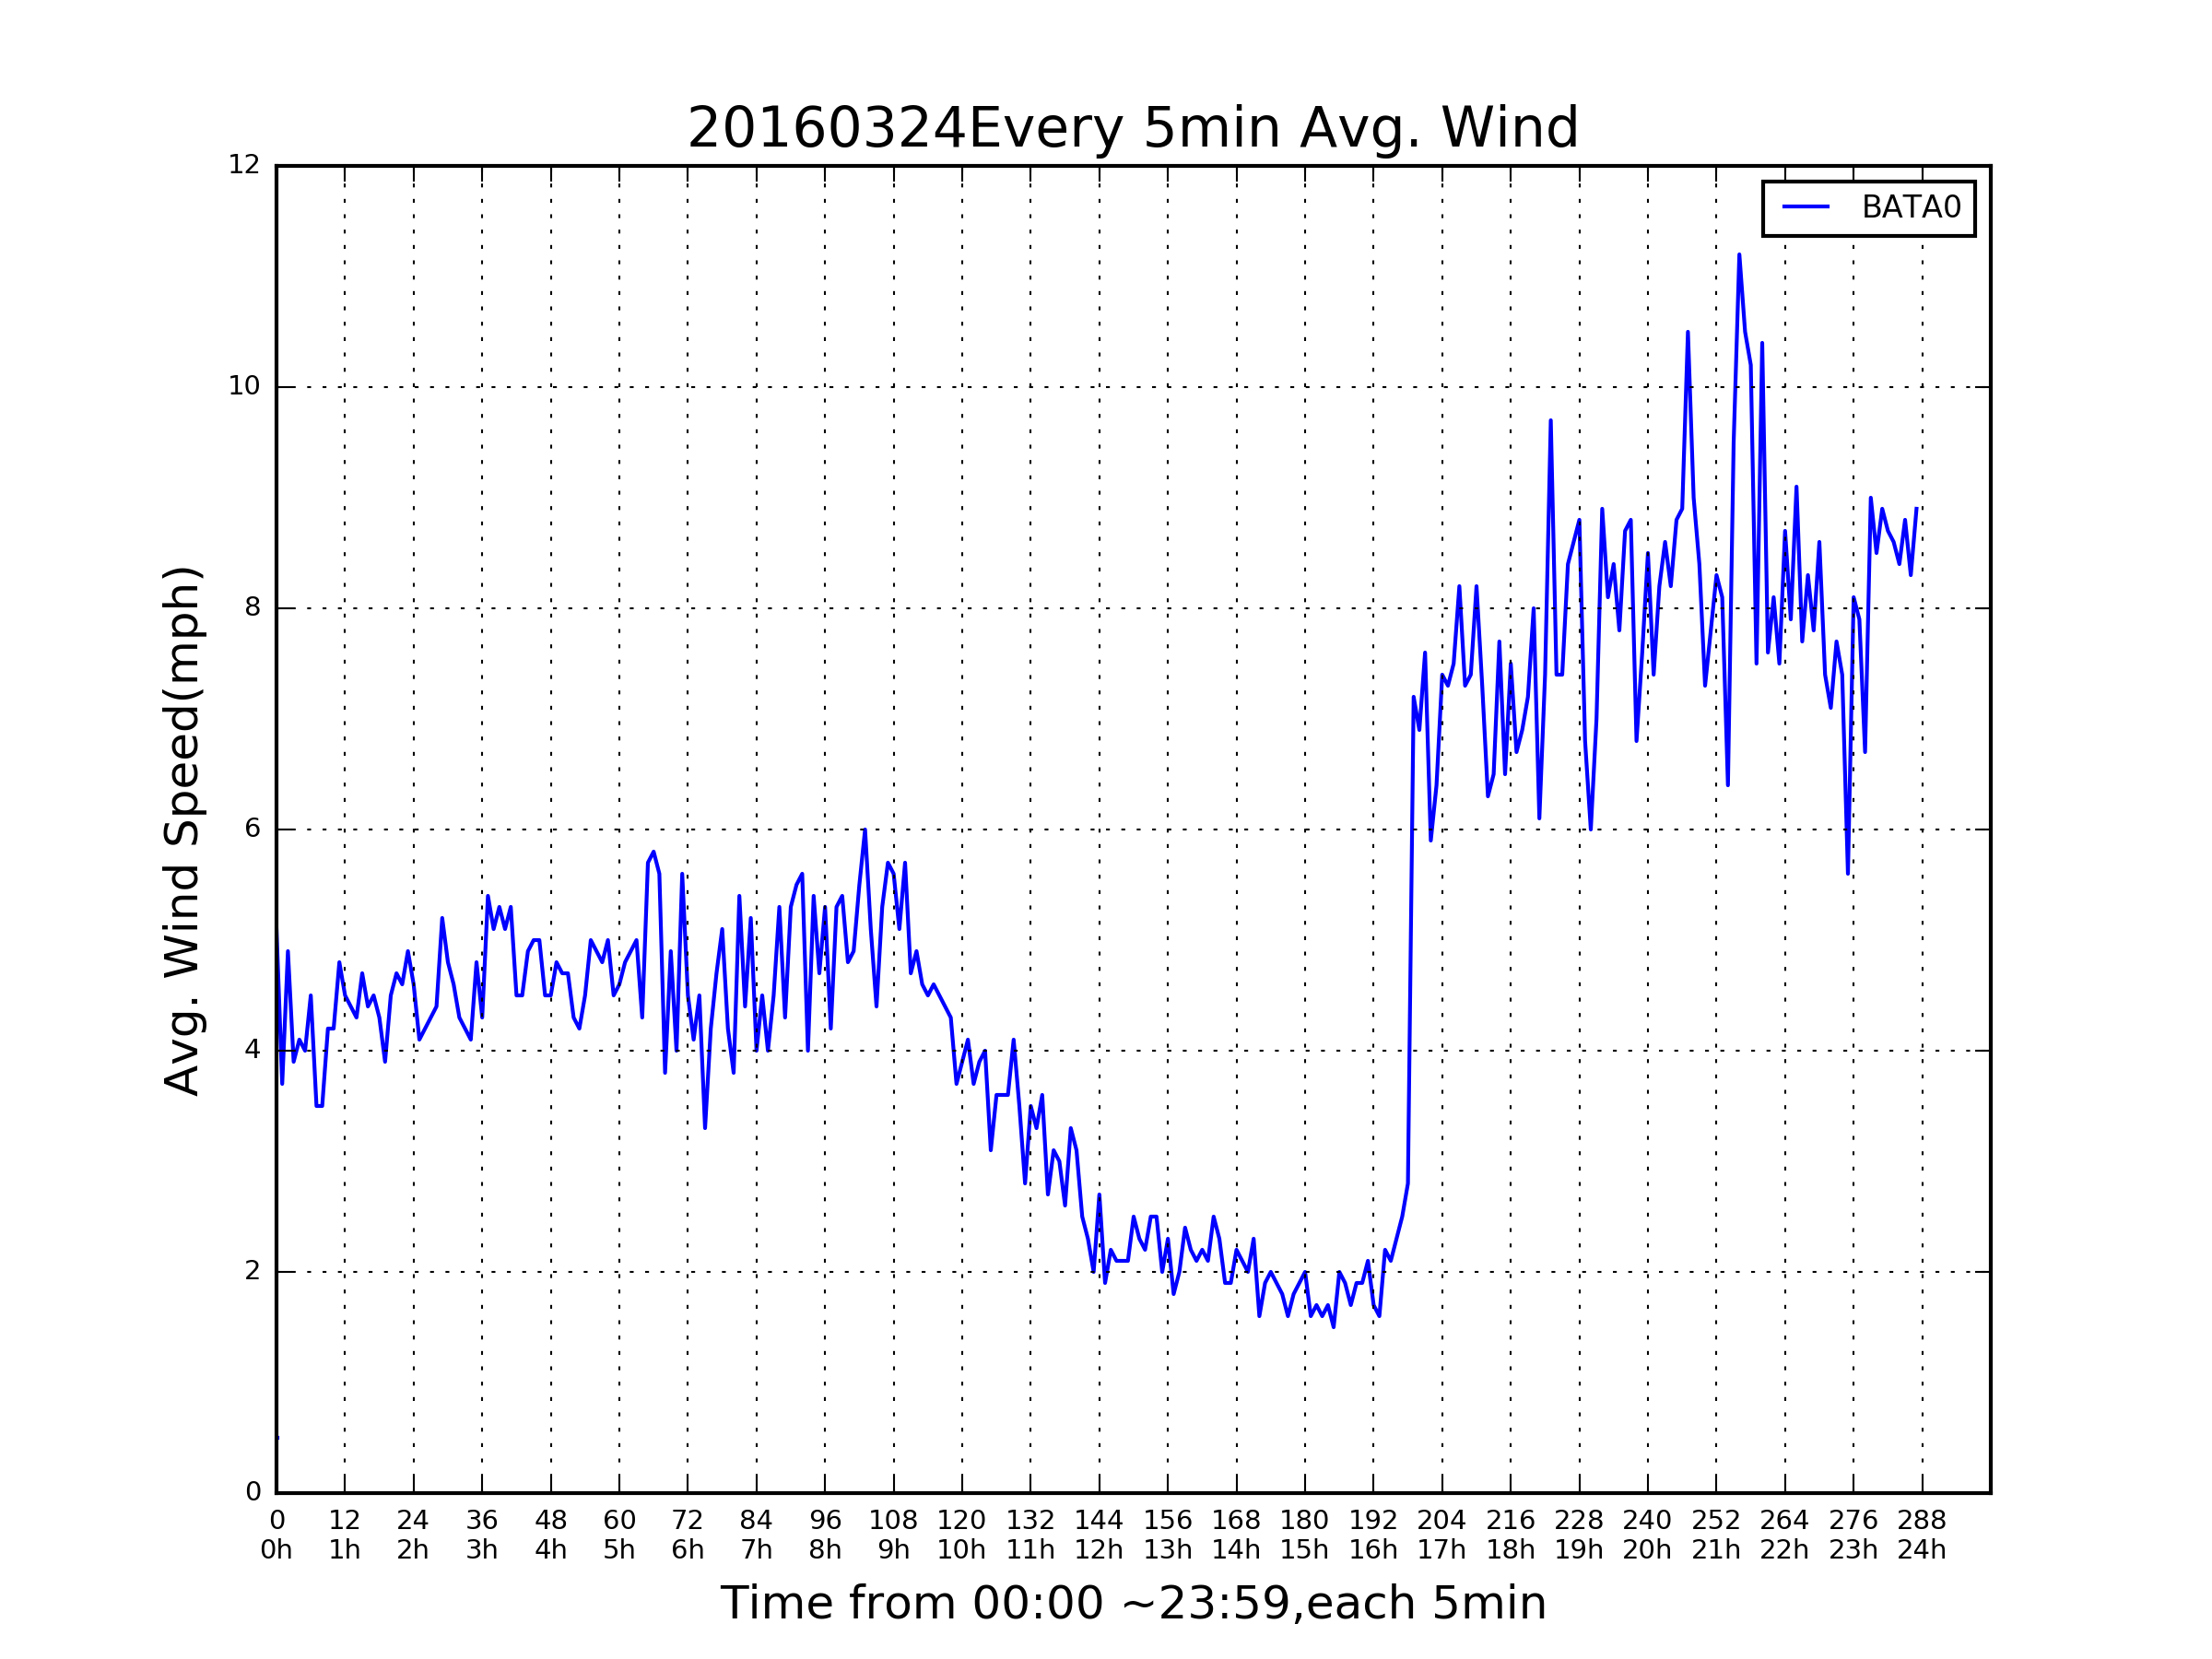 20160324Every 5min Avg. Wind
BATA0
Avg. Wind Speed(mph)
12
10
8
6
4
2
0
0 12 24 36 48 60 72 84 96 108 120 132 144 156 168 180 192 204 216 228 240 252 264 276 288
0h 1h 2h 3h 4h 5h 6h 7h 8h 9h 10h 11h 12h 13h 14h 15h 16h 17h 18h 19h 20h 21h 22h 23h 24h
Time from 00:00 ~23:59,each 5min